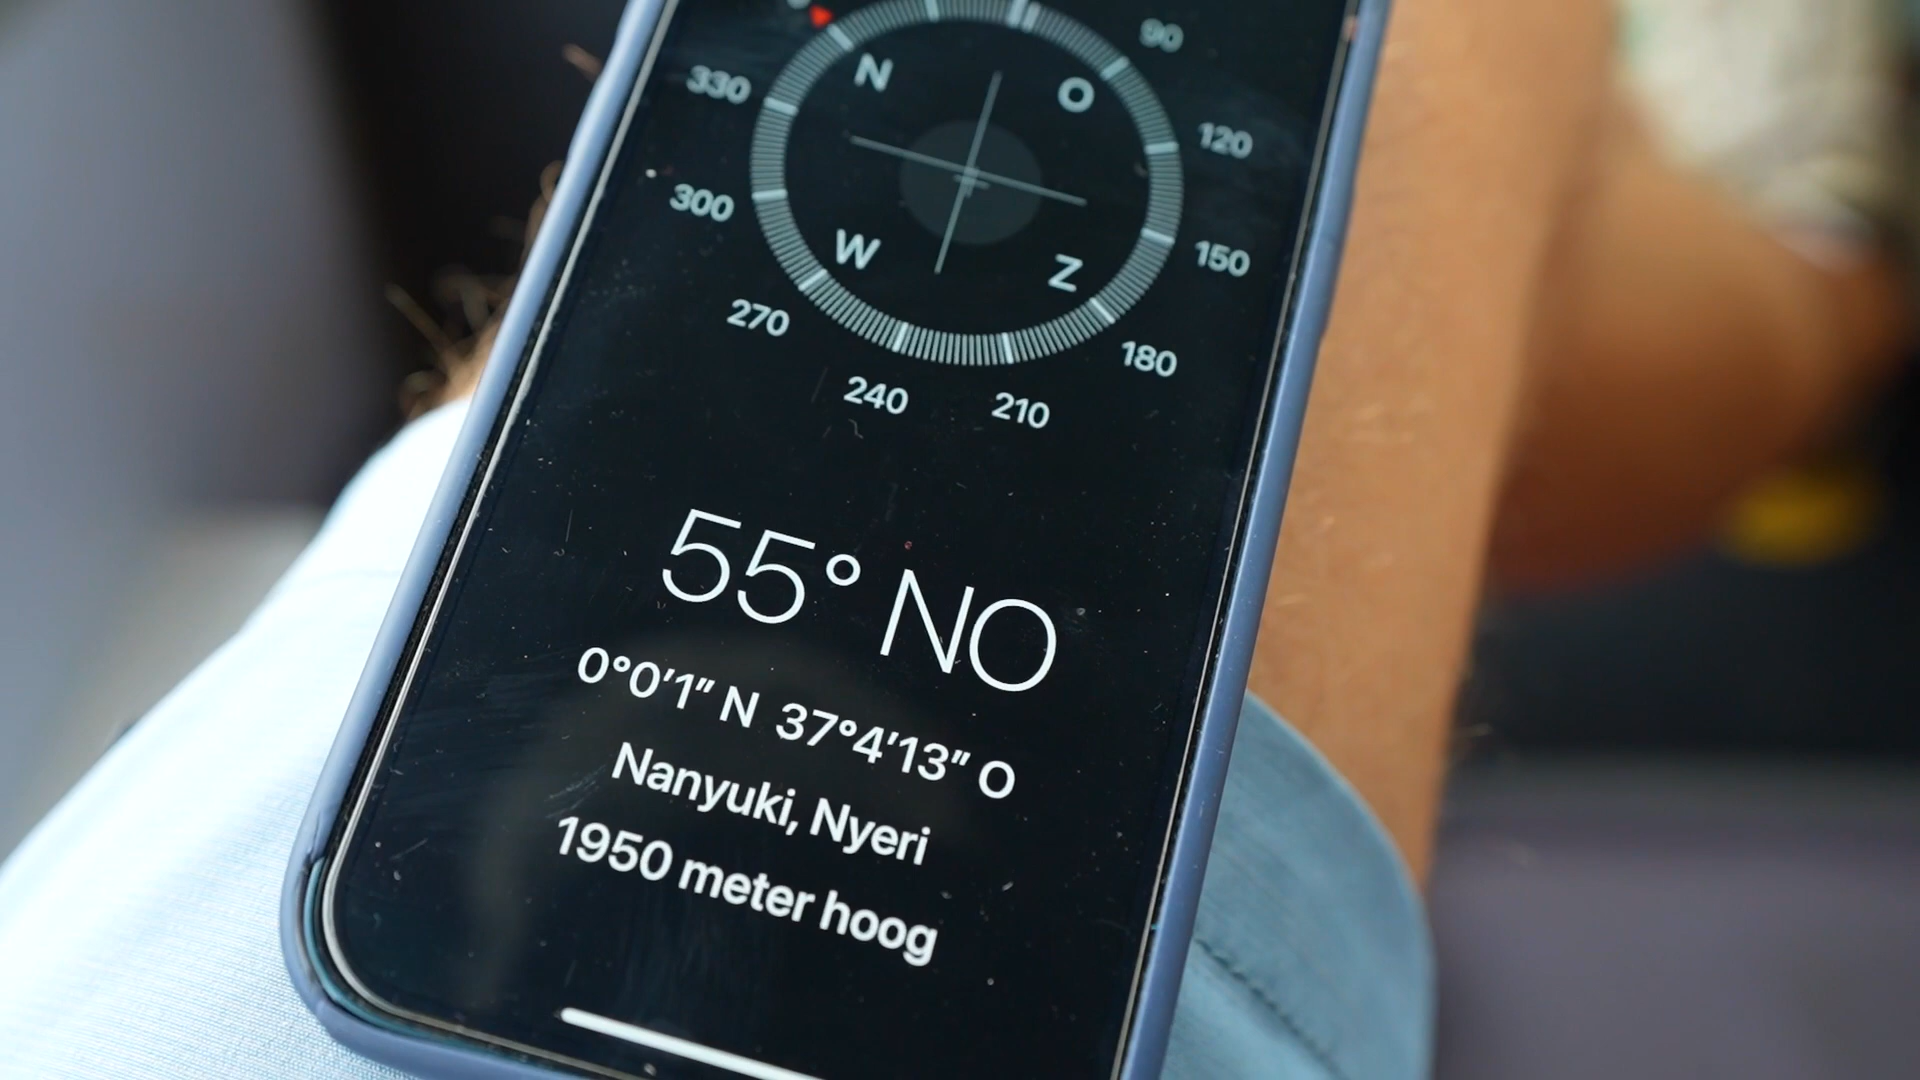 90
330
N
O
120
300
W
Z
150
270
180
240
210
55° NO
0°0′1″ N 37°4′13″ O
Nanyuki, Nyeri
1950 meter hoog